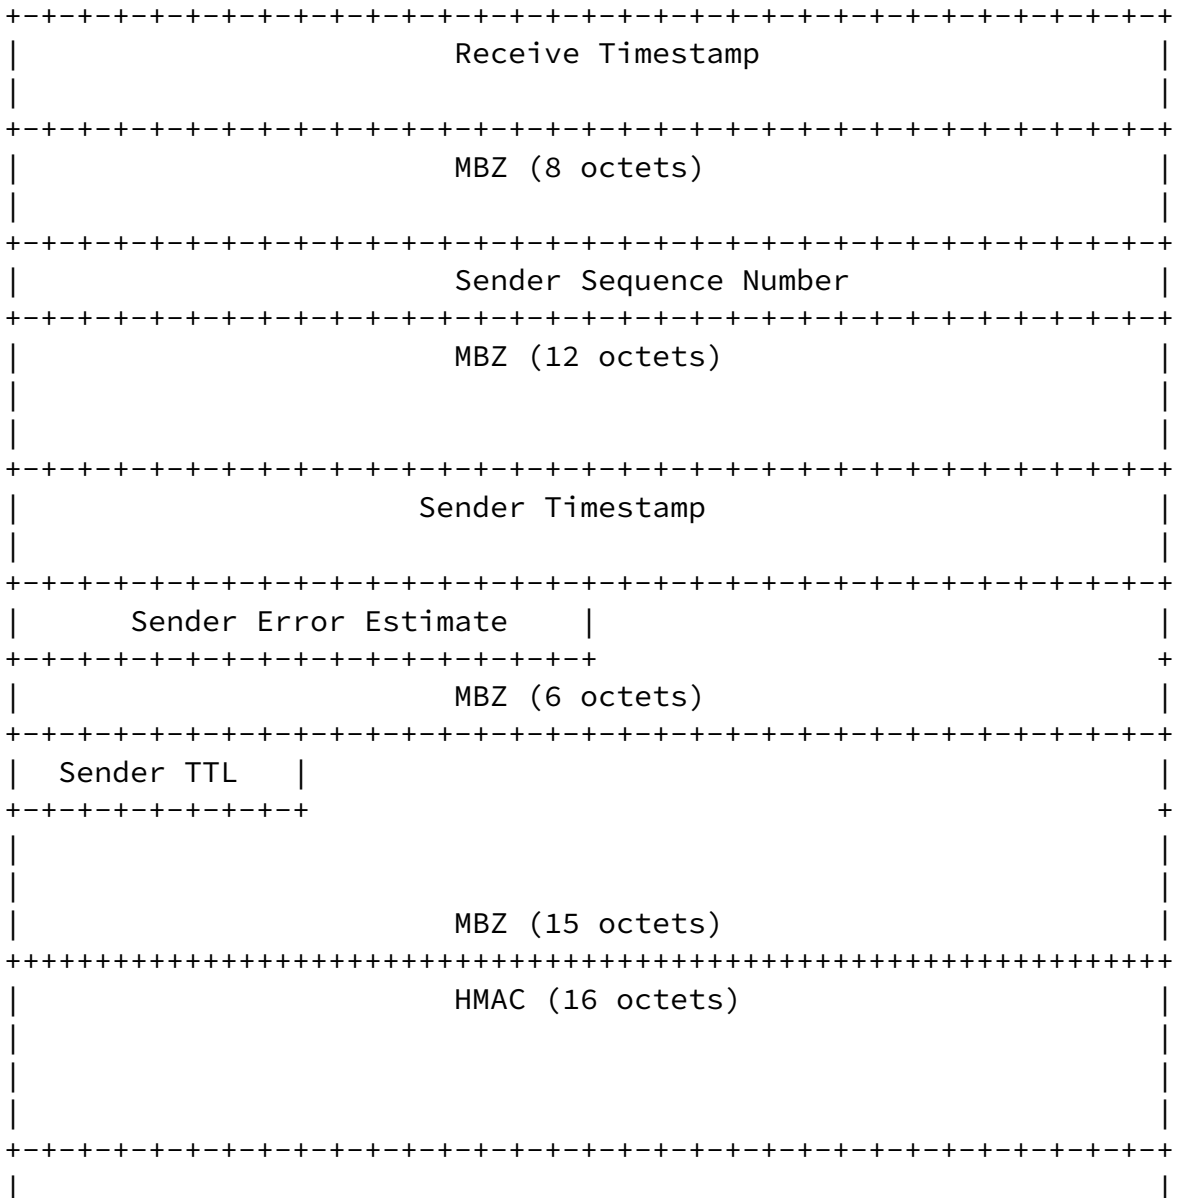 +-+-+-+-+-+-+-+-+-+-+-+-+-+-+-+-+-+-+-+-+-+-+-+-+-+-+-+-+-+-+-+-+
|                        Receive Timestamp                      |
|                                                               |
+-+-+-+-+-+-+-+-+-+-+-+-+-+-+-+-+-+-+-+-+-+-+-+-+-+-+-+-+-+-+-+-+
|                        MBZ (8 octets)                         |
|                                                               |
+-+-+-+-+-+-+-+-+-+-+-+-+-+-+-+-+-+-+-+-+-+-+-+-+-+-+-+-+-+-+-+-+
|                        Sender Sequence Number                 |
+-+-+-+-+-+-+-+-+-+-+-+-+-+-+-+-+-+-+-+-+-+-+-+-+-+-+-+-+-+-+-+-+
|                        MBZ (12 octets)                        |
|                                                               |
|                                                               |
+-+-+-+-+-+-+-+-+-+-+-+-+-+-+-+-+-+-+-+-+-+-+-+-+-+-+-+-+-+-+-+-+
|                      Sender Timestamp                         |
|                                                               |
+-+-+-+-+-+-+-+-+-+-+-+-+-+-+-+-+-+-+-+-+-+-+-+-+-+-+-+-+-+-+-+-+
|      Sender Error Estimate    |                               |
+-+-+-+-+-+-+-+-+-+-+-+-+-+-+-+-+                               +
|                        MBZ (6 octets)                         |
+-+-+-+-+-+-+-+-+-+-+-+-+-+-+-+-+-+-+-+-+-+-+-+-+-+-+-+-+-+-+-+-+
|  Sender TTL   |                                               |
+-+-+-+-+-+-+-+-+                                               +
|                                                               |
|                                                               |
|                        MBZ (15 octets)                        |
+++++++++++++++++++++++++++++++++++++++++++++++++++++++++++++++++
|                        HMAC (16 octets)                       |
|                                                               |
|                                                               |
|                                                               |
+-+-+-+-+-+-+-+-+-+-+-+-+-+-+-+-+-+-+-+-+-+-+-+-+-+-+-+-+-+-+-+-+
|                                                               |